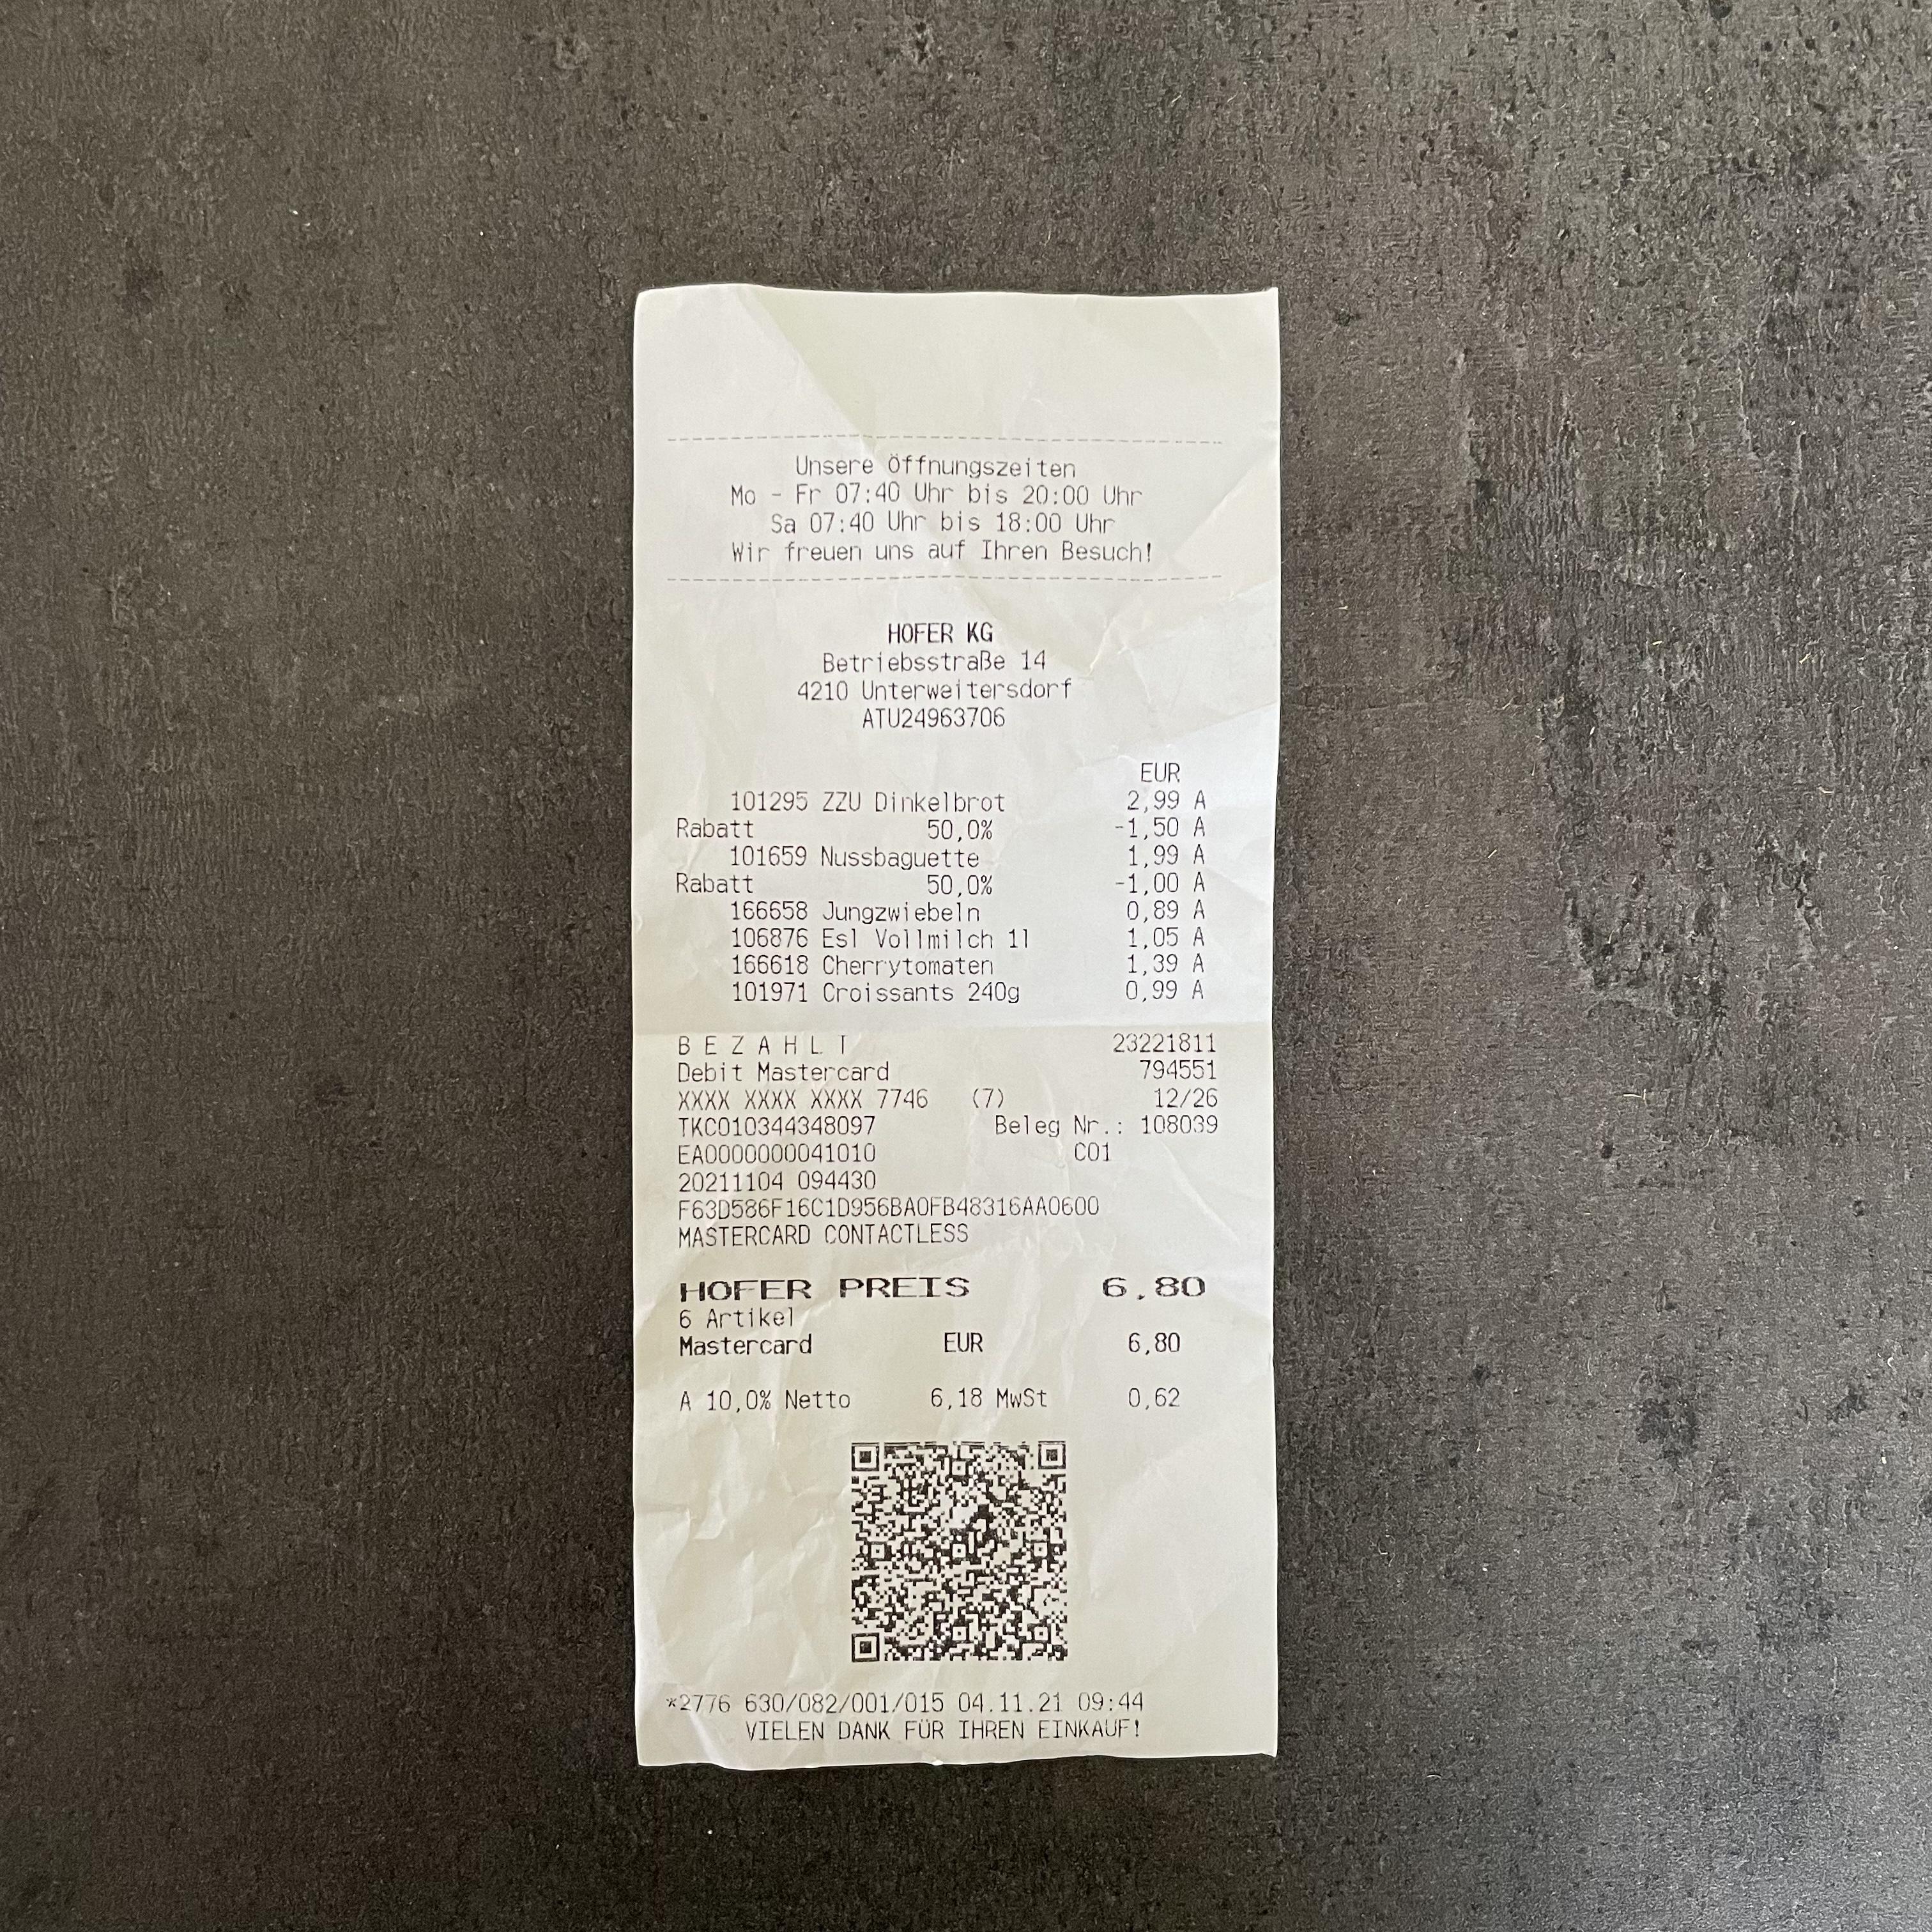 Unsere Öffnungszeiten
Mo - Fr 07:40 Uhr bis 20:00 Uhr
Sa 07:40 Uhr bis 18:00 Uhr
Wir freuen uns auf Ihren Besuch!
HOFER KG
Betriebsstraße 14
4210 Unterweitersdorf
ATU24963706
EUR
101295 ZZU Dinkelbrot 2,99 A
Rabatt 50,0% -1,50 A
101659 Nussbaguette 1,99 A
Rabatt 50,0% -1,00 A
166658 Jungzwiebeln 0,89 A
106876 Esl Vollmilch 1l 1,05 A
166618 Cherrytomaten 1,39 A
101971 Croissants 240g 0,99 A
B E Z A H L T 23221811
Debit Mastercard 794551
XXXX XXXX XXXX 7746 (7) 12/26
TKC010344348097 Beleg Nr.: 108039
EA0000000041010 C01
20211104 094430
F63D586F16C1D956BA0FB48316AA0600
MASTERCARD CONTACTLESS
HOFER PREIS 6,80
6 Artikel
Mastercard EUR 6,80
A 10,0% Netto 6,18 MwSt 0,62
*2776 630/082/001/015 04.11.21 09:44
VIELEN DANK FÜR IHREN EINKAUF!